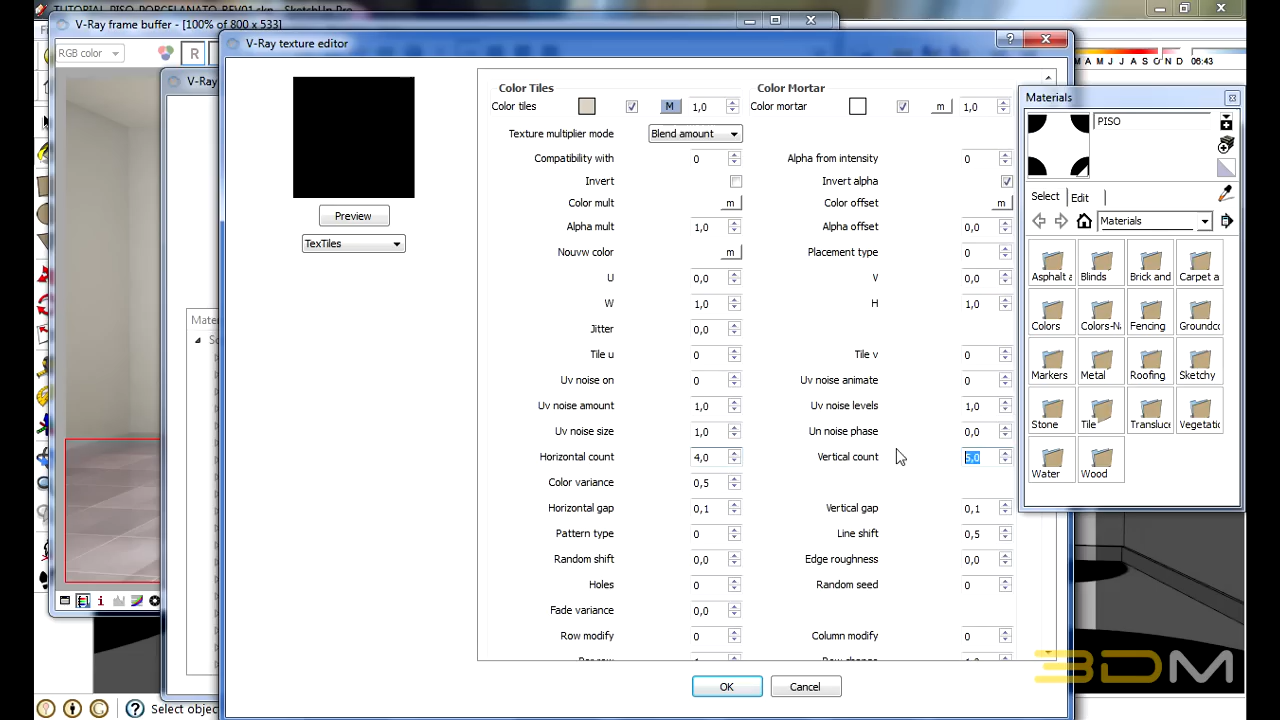 TUTORIAL_PISO_PORCELANATO_REV01.skp - SketchUp Pro
V-Ray frame buffer - [100% of 800 x 533]
V-Ray texture editor
RGB color
R
V-Ray
Color Tiles
Color Mortar
Color tiles M 1,0 Color mortar m 1,0
Texture multiplier mode Blend amount
Compatibility with 0 Alpha from intensity 0
Invert Invert alpha
Color mult m Color offset m
Alpha mult 1,0 Alpha offset 0,0
Nouvw color m Placement type 0
U 0,0 V 0,0
W 1,0 H 1,0
Jitter 0,0
Tile u 0 Tile v 0
Uv noise on 0 Uv noise animate 0
Uv noise amount 1,0 Uv noise levels 1,0
Uv noise size 1,0 Un noise phase 0,0
Horizontal count 4,0 Vertical count 5,0
Color variance 0,5
Horizontal gap 0,1 Vertical gap 0,1
Pattern type 0 Line shift 0,5
Random shift 0,0 Edge roughness 0,0
Holes 0 Random seed 0
Fade variance 0,0
Row modify 0 Column modify 0
Preview
TexTiles
OK
Cancel
Mater
J F M A M J J A S O N D 06:43
Materials
PISO
Select
Edit
Materials
Asphalt a
Blinds
Brick and
Carpet a
Colors
Colors-N
Fencing
Groundc
Markers
Metal
Roofing
Sketchy
Stone
Tile
Transluc
Vegetatio
Water
Wood
Select objec
3DM